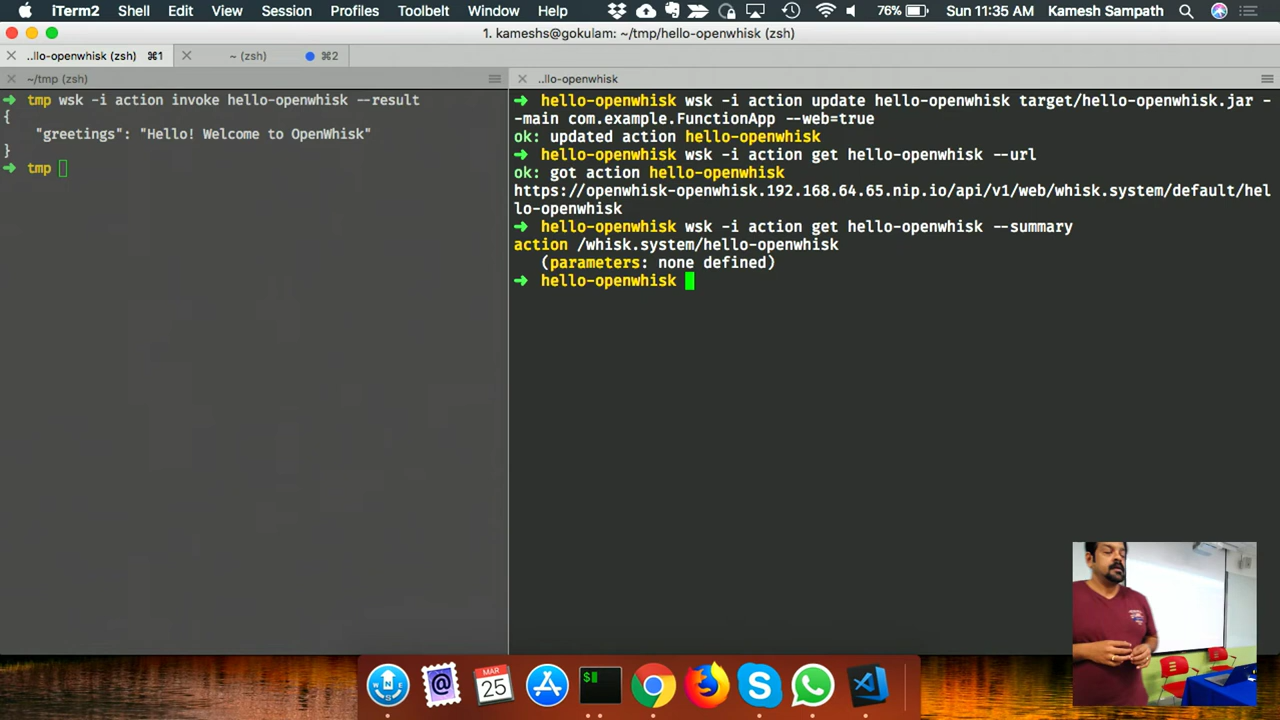 iTerm2 Shell Edit View Session Profiles Toolbelt Window Help 76% Sun 11:35 AM Kamesh Sampath
1. kameshs@gokulam: ~/tmp/hello-openwhisk (zsh)
..llo-openwhisk (zsh) ⌘1 ~ (zsh) ⌘2
~/tmp (zsh)
➜ tmp wsk -i action invoke hello-openwhisk --result
{
"greetings": "Hello! Welcome to OpenWhisk"
}
➜ tmp
..llo-openwhisk
➜ hello-openwhisk wsk -i action update hello-openwhisk target/hello-openwhisk.jar -
-main com.example.FunctionApp --web=true
ok: updated action hello-openwhisk
➜ hello-openwhisk wsk -i action get hello-openwhisk --url
ok: got action hello-openwhisk
https://openwhisk-openwhisk.192.168.64.65.nip.io/api/v1/web/whisk.system/default/hel
lo-openwhisk
➜ hello-openwhisk wsk -i action get hello-openwhisk --summary
action /whisk.system/hello-openwhisk
(parameters: none defined)
➜ hello-openwhisk
MAR
25
$